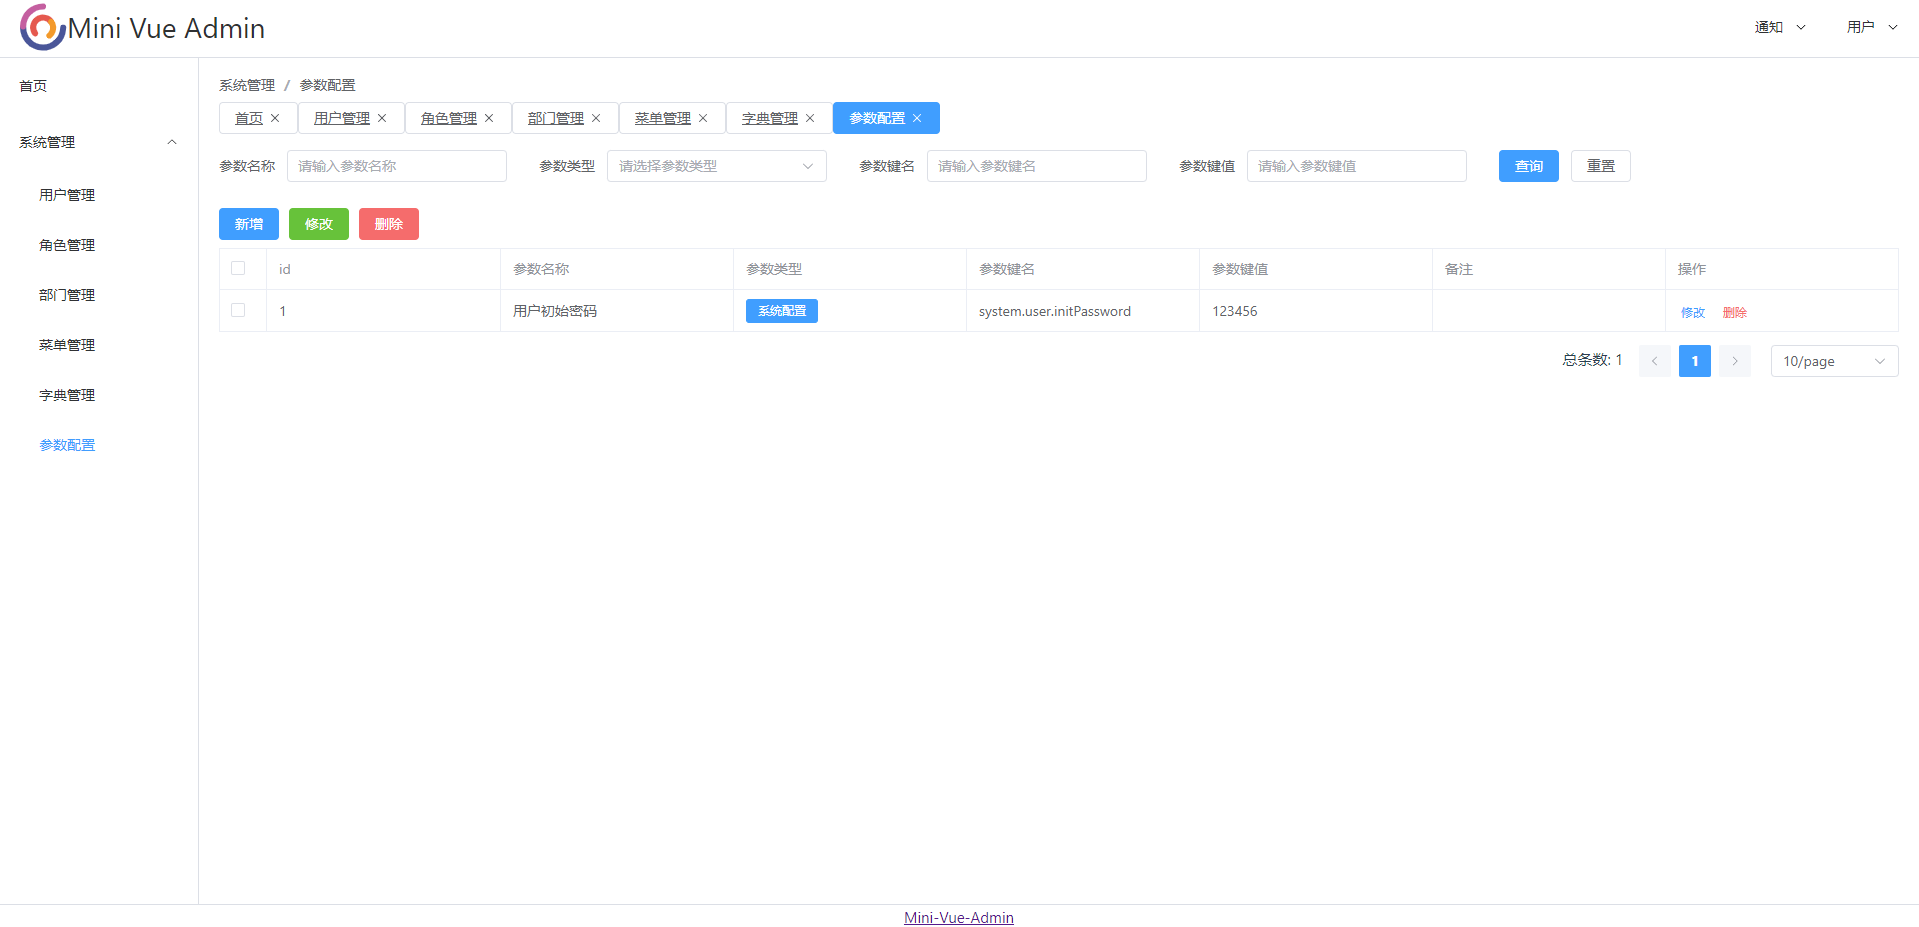 Mini Vue Admin
通知
用户
首页
系统管理
用户管理
角色管理
部门管理
菜单管理
字典管理
参数配置
系统管理 / 参数配置
首页 用户管理 角色管理 部门管理 菜单管理 字典管理 参数配置
参数名称 请输入参数名称 参数类型 请选择参数类型 参数键名 请输入参数键名 参数键值 请输入参数键值 查询 重置
新增 修改 删除
id 参数名称 参数类型 参数键名 参数键值 备注 操作
1 用户初始密码 系统配置 system.user.initPassword 123456 修改 删除
总条数: 1 1 10/page
Mini-Vue-Admin